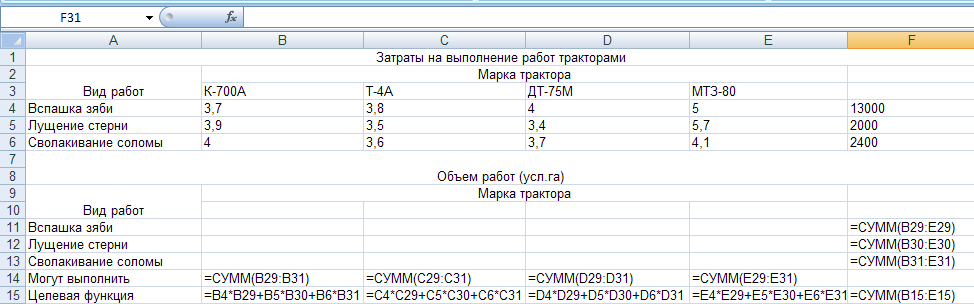 F31 fx
A B C D E F
1 Затраты на выполнение работ тракторами
2 Марка трактора
3 Вид работ К-700А Т-4А ДТ-75М МТЗ-80
4 Вспашка зяби 3,7 3,8 4 5 13000
5 Лущение стерни 3,9 3,5 3,4 5,7 2000
6 Сволакивание соломы 4 3,6 3,7 4,1 2400
7
8 Объем работ (усл.га)
9 Марка трактора
10 Вид работ
11 Вспашка зяби =СУММ(B29:E29)
12 Лущение стерни =СУММ(B30:E30)
13 Сволакивание соломы =СУММ(B31:E31)
14 Могут выполнить =СУММ(B29:B31) =СУММ(C29:C31) =СУММ(D29:D31) =СУММ(E29:E31)
15 Целевая функция =B4*B29+B5*B30+B6*B31 =C4*C29+C5*C30+C6*C31 =D4*D29+D5*D30+D6*D31 =E4*E29+E5*E30+E6*E31 =СУММ(B15:E15)